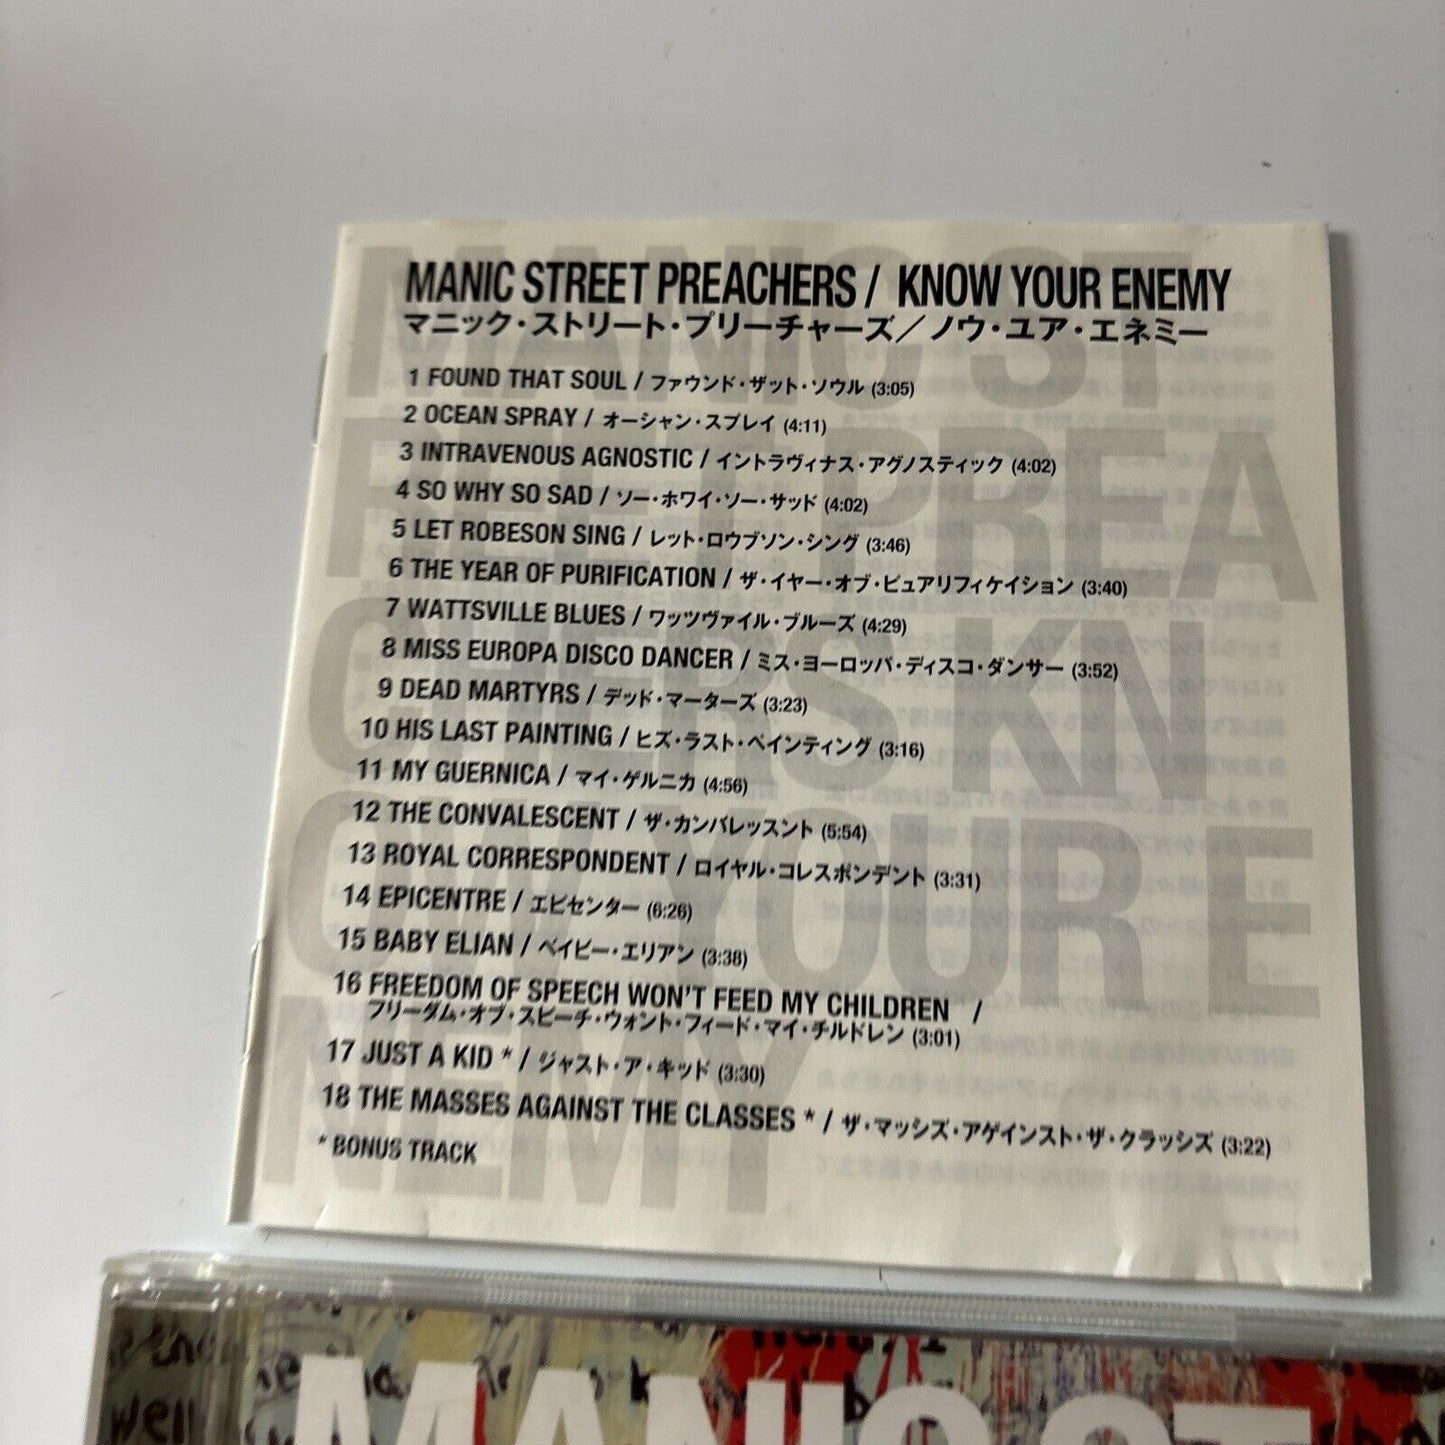 MANIC STREET PREACHERS / KNOW YOUR ENEMY
マニック・ストリート・プリーチャーズ／ノウ・ユア・エネミー
1 FOUND THAT SOUL / ファウンド・ザット・ソウル (3:05)
2 OCEAN SPRAY / オーシャン・スプレイ (4:11)
3 INTRAVENOUS AGNOSTIC / イントラヴィナス・アグノスティック (4:02)
4 SO WHY SO SAD / ソー・ホワイ・ソー・サッド (4:02)
5 LET ROBESON SING / レット・ロウブソン・シング (3:46)
6 THE YEAR OF PURIFICATION / ザ・イヤー・オブ・ピュアリフィケイション (3:40)
7 WATTSVILLE BLUES / ワッツヴァイル・ブルーズ (4:29)
8 MISS EUROPA DISCO DANCER / ミス・ヨーロッパ・ディスコ・ダンサー (3:52)
9 DEAD MARTYRS / デッド・マーターズ (3:23)
10 HIS LAST PAINTING / ヒズ・ラスト・ペインティング (3:16)
11 MY GUERNICA / マイ・ゲルニカ (4:56)
12 THE CONVALESCENT / ザ・カンバレッスント (5:54)
13 ROYAL CORRESPONDENT / ロイヤル・コレスポンデント (3:31)
14 EPICENTRE / エピセンター (6:26)
15 BABY ELIAN / ベイビー・エリアン (3:38)
16 FREEDOM OF SPEECH WON'T FEED MY CHILDREN /
フリーダム・オブ・スピーチ・ウォント・フィード・マイ・チルドレン (3:01)
17 JUST A KID * / ジャスト・ア・キッド (3:30)
18 THE MASSES AGAINST THE CLASSES * / ザ・マッシズ・アゲインスト・ザ・クラッシズ (3:22)
* BONUS TRACK
MANIC ST
REET PREA
CHERS KN
OW YOUR E
NEMY
MANIC ST